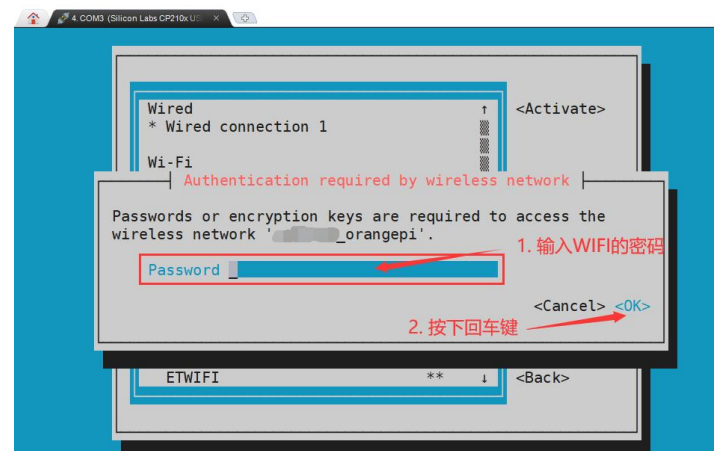 4. COM3 (Silicon Labs CP210x US
Wired
* Wired connection 1
Wi-Fi
<Activate>
Authentication required by wireless network
Passwords or encryption keys are required to access the
wireless network ' _orangepi'.
1. 输入WIFI的密码
Password _
<Cancel> <OK>
2. 按下回车键
ETWIFI **
<Back>